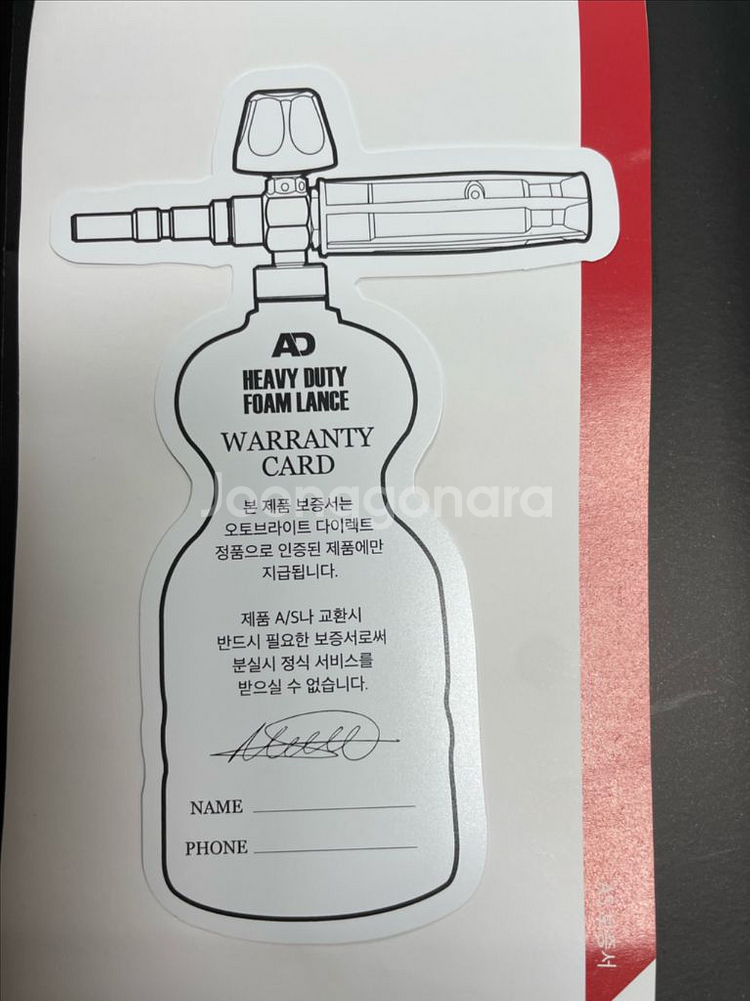 AD
HEAVY DUTY
FOAM LANCE
WARRANTY
CARD
Joonggonara
본 제품 보증서는
오토브라이트 다이렉트
정품으로 인증된 제품에만
지급됩니다.
제품 A/S나 교환시
반드시 필요한 보증서로써
분실시 정식 서비스를
받으실 수 없습니다.
NAME
PHONE